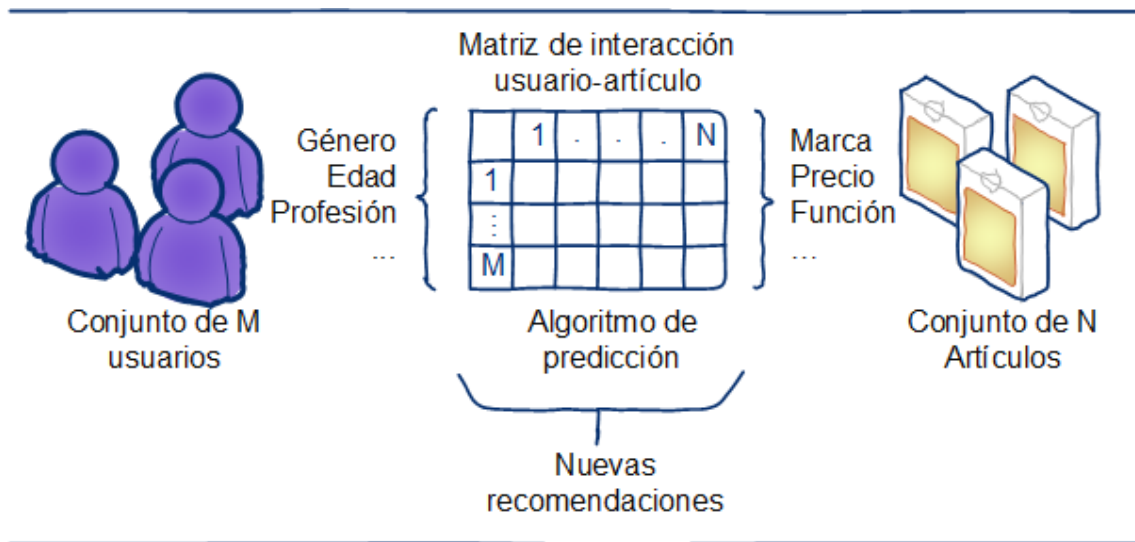 Matriz de interacción
usuario-artículo
Género
Edad
Profesión
...
1 . . . N
1
⋮
M
Marca
Precio
Función
...
Conjunto de M
usuarios
Algoritmo de
predicción
Conjunto de N
Artículos
Nuevas
recomendaciones